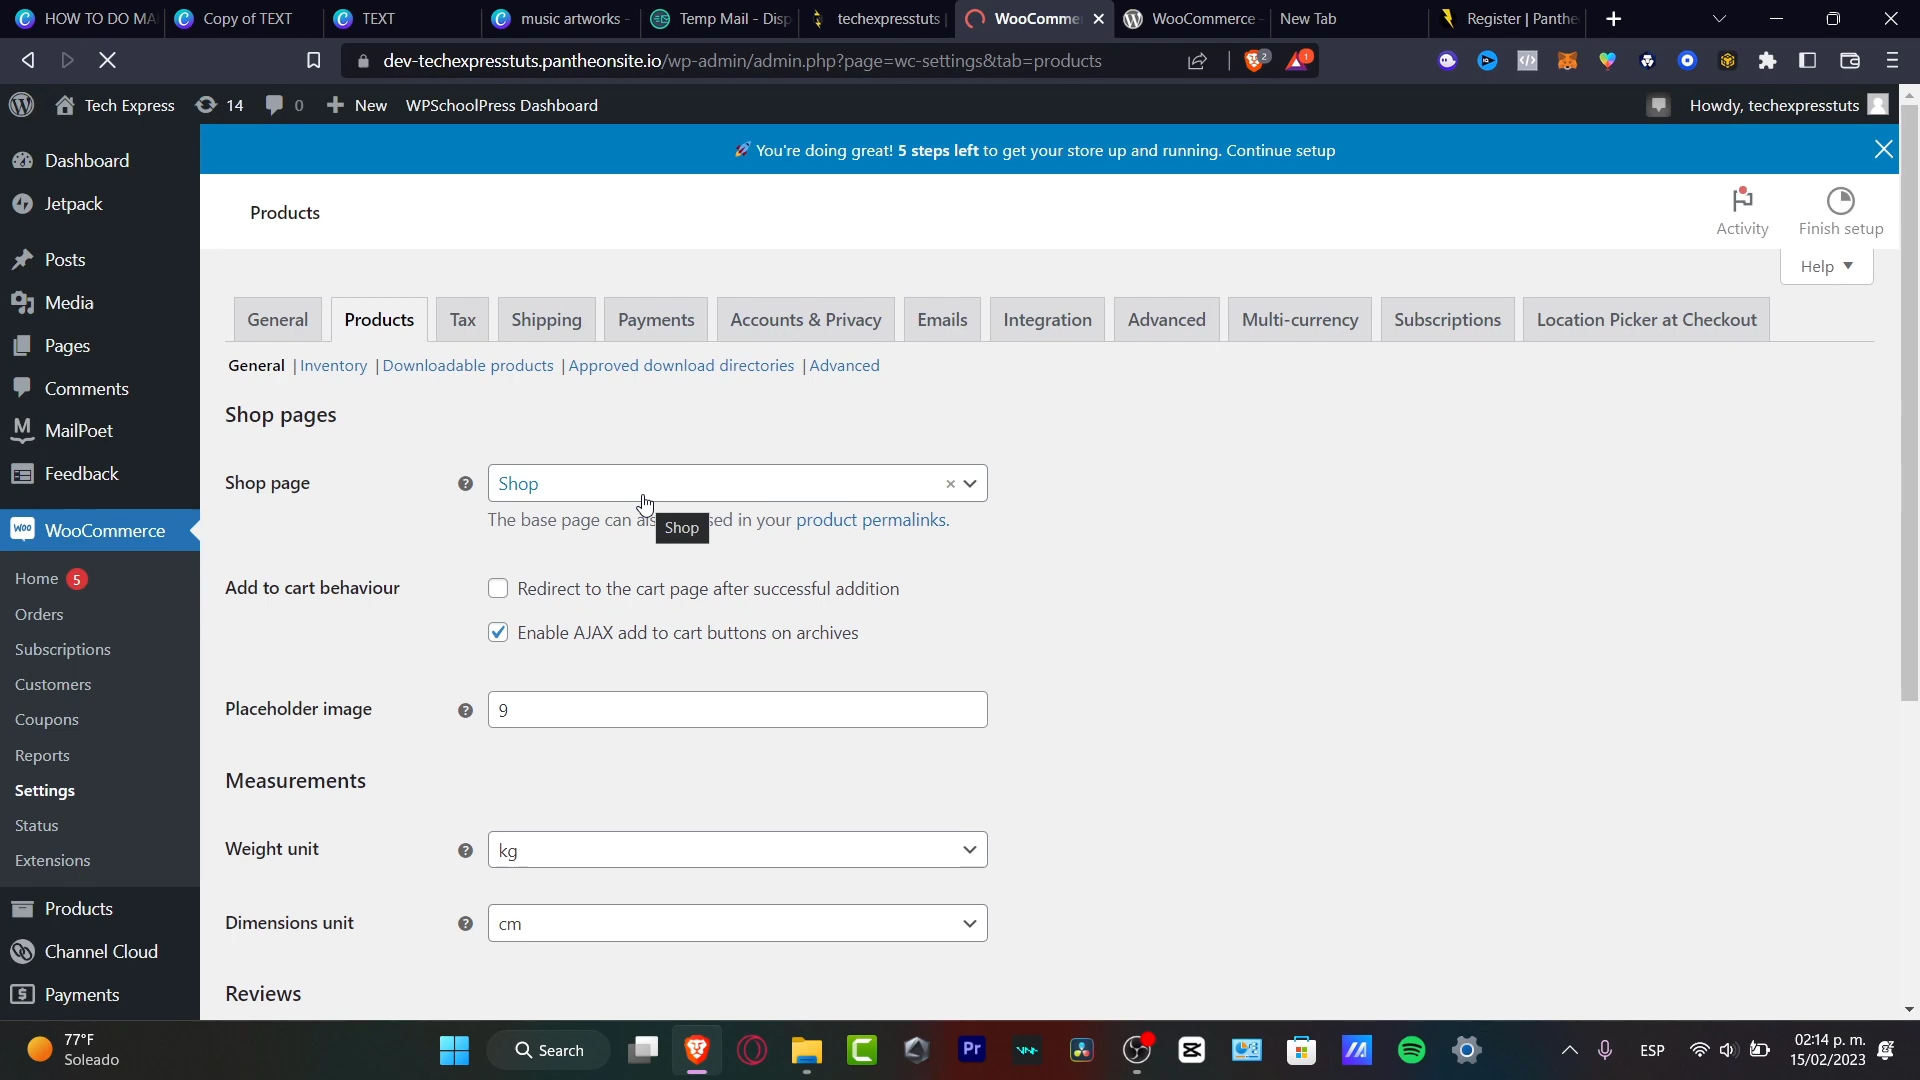 HOW TO DO MA
Copy of TEXT
TEXT
music artworks -
Temp Mail - Disp
techexpresstuts
WooComme
WooCommerce -
New Tab
Register | Panthe
dev-techexpresstuts.pantheonsite.io/wp-admin/admin.php?page=wc-settings&tab=products
2
1
Tech Express
14
0
New
WPSchoolPress Dashboard
Howdy, techexpresstuts
You're doing great! 5 steps left to get your store up and running. Continue setup
Dashboard
Jetpack
Posts
Media
Pages
Comments
MailPoet
Feedback
WooCommerce
Home 5
Orders
Subscriptions
Customers
Coupons
Reports
Settings
Status
Extensions
Products
Channel Cloud
Payments
Products
Activity
Finish setup
Help
General
Products
Tax
Shipping
Payments
Accounts & Privacy
Emails
Integration
Advanced
Multi-currency
Subscriptions
Location Picker at Checkout
General | Inventory | Downloadable products | Approved download directories | Advanced
Shop pages
Shop page
Shop
The base page can als sed in your product permalinks.
Shop
Add to cart behaviour
Redirect to the cart page after successful addition
Enable AJAX add to cart buttons on archives
Placeholder image
9
Measurements
Weight unit
kg
Dimensions unit
cm
Reviews
77°F
Soleado
Search
Pr
ESP
02:14 p. m.
15/02/2023